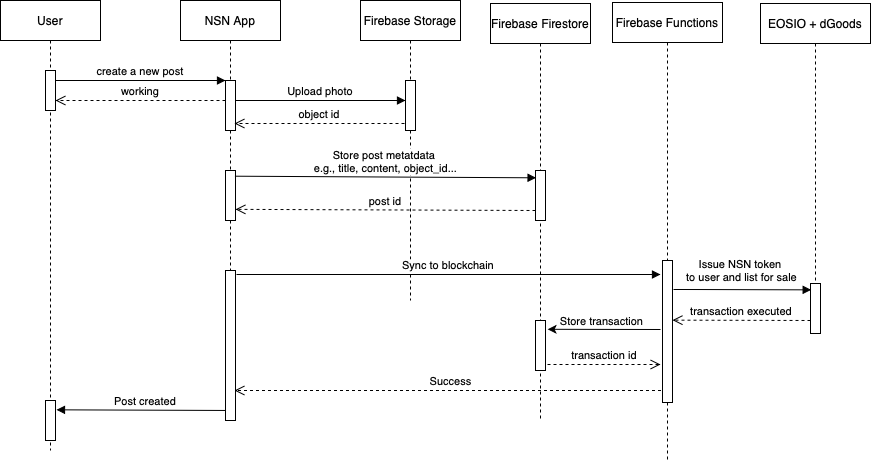 User
NSN App
Firebase Storage
Firebase Firestore
Firebase Functions
EOSIO + dGoods
create a new post
working
Upload photo
object id
Store post metatdata
e.g., title, content, object_id...
post id
Sync to blockchain
Issue NSN token
to user and list for sale
transaction executed
Store transaction
transaction id
Success
Post created